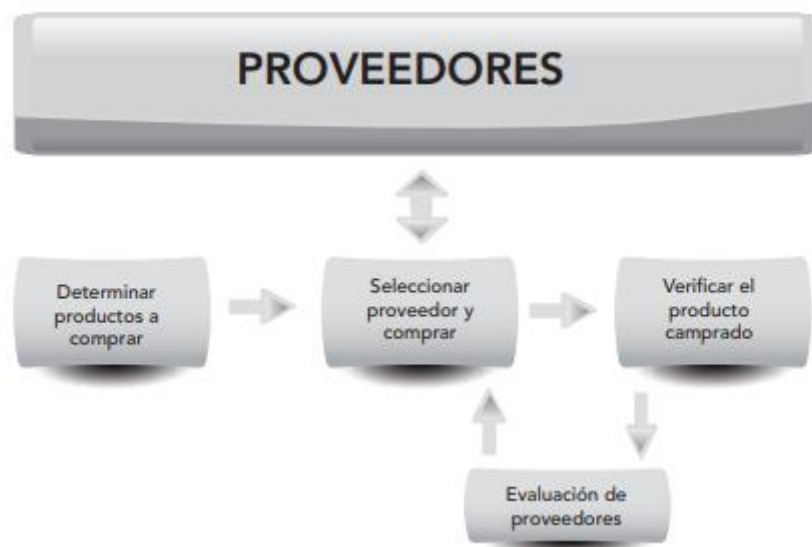 PROVEEDORES
Determinar
productos a
comprar
Seleccionar
proveedor y
comprar
Verificar el
producto
camprado
Evaluación de
proveedores